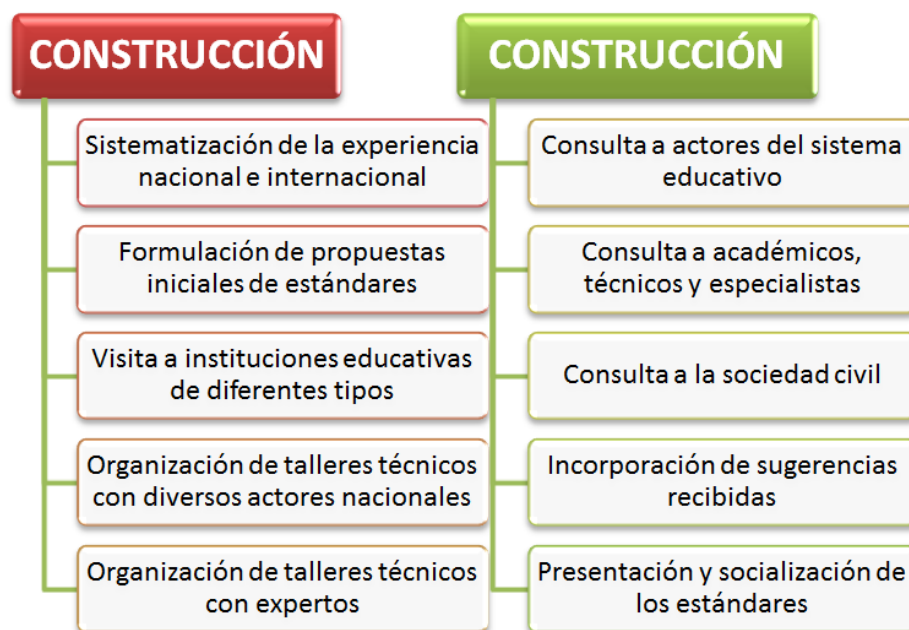 CONSTRUCCIÓN
Sistematización de la experiencia
nacional e internacional
Formulación de propuestas
iniciales de estándares
Visita a instituciones educativas
de diferentes tipos
Organización de talleres técnicos
con diversos actores nacionales
Organización de talleres técnicos
con expertos
CONSTRUCCIÓN
Consulta a actores del sistema
educativo
Consulta a académicos,
técnicos y especialistas
Consulta a la sociedad civil
Incorporación de sugerencias
recibidas
Presentación y socialización de
los estándares